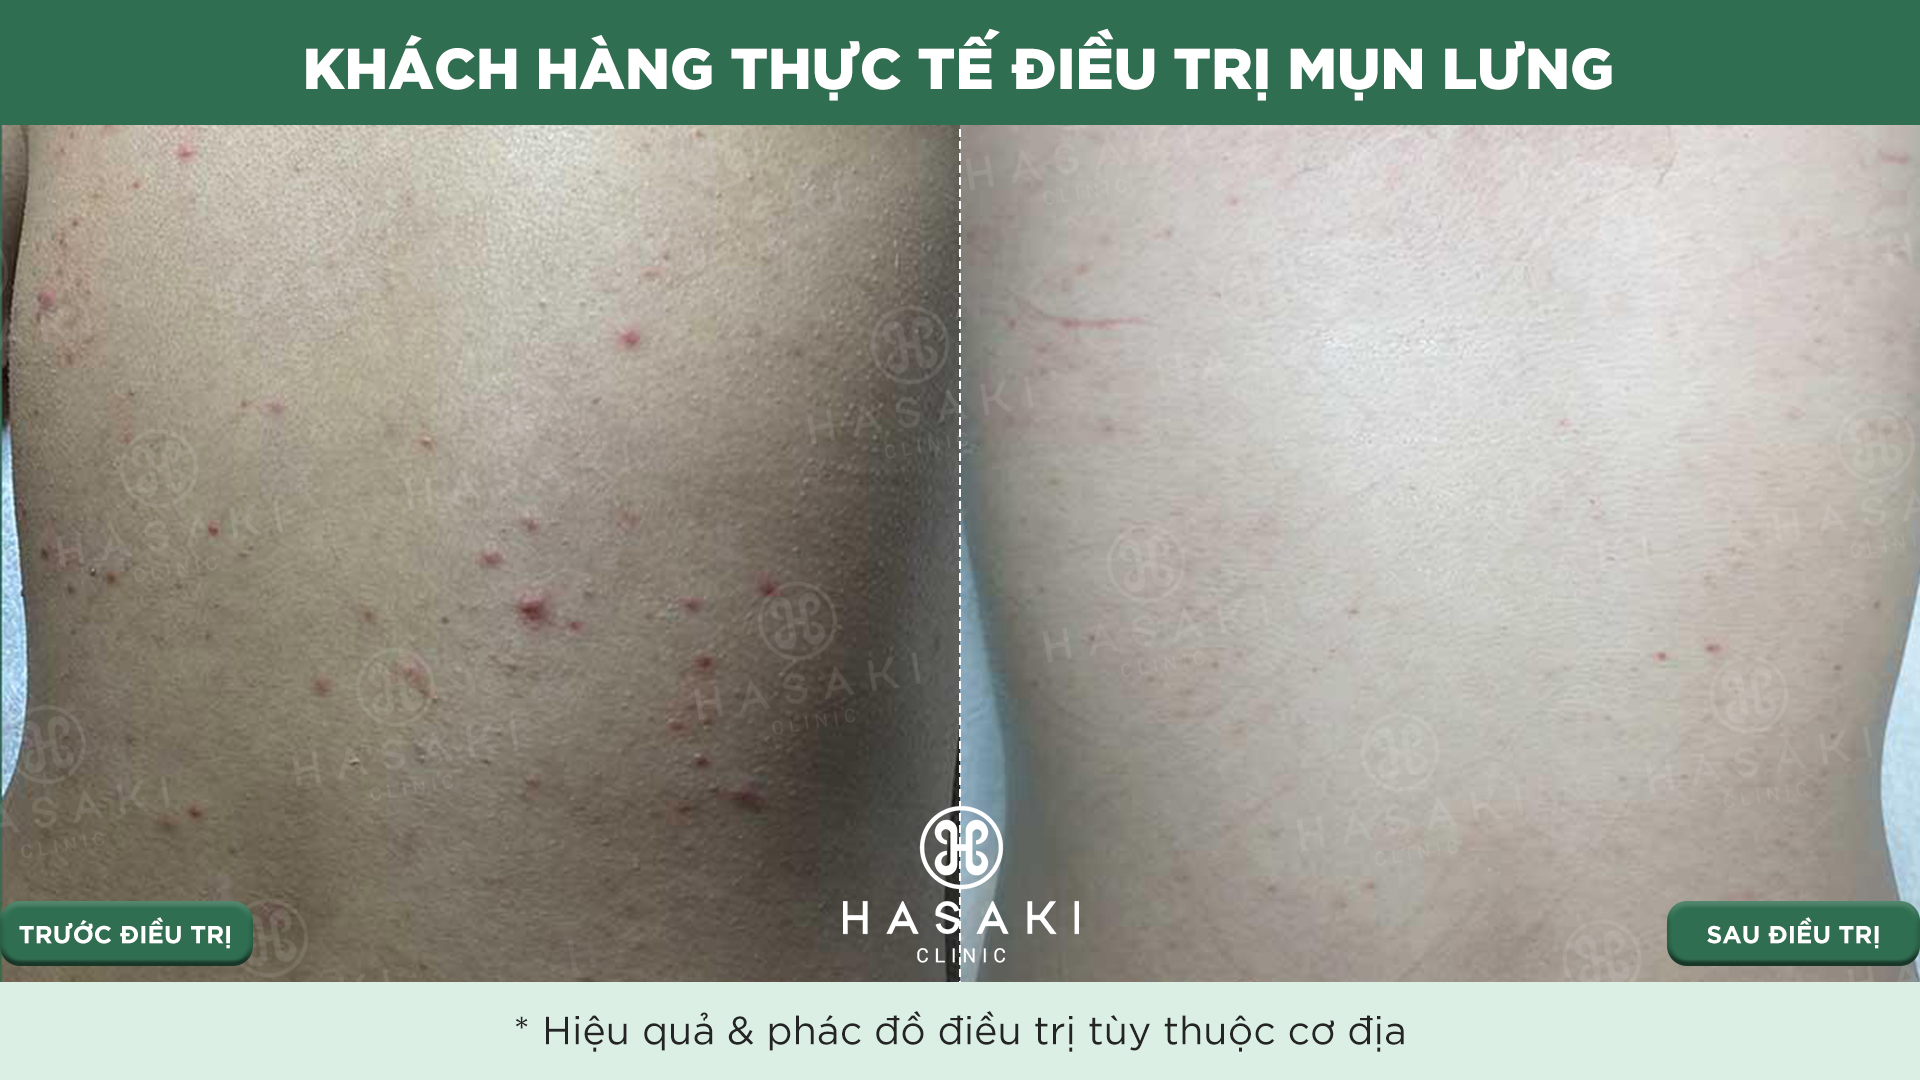 KHÁCH HÀNG THỰC TẾ ĐIỀU TRỊ MỤN LƯNG
TRƯỚC ĐIỀU TRỊ
HASAKI
CLINIC
SAU ĐIỀU TRỊ
* Hiệu quả & phác đồ điều trị tùy thuộc cơ địa